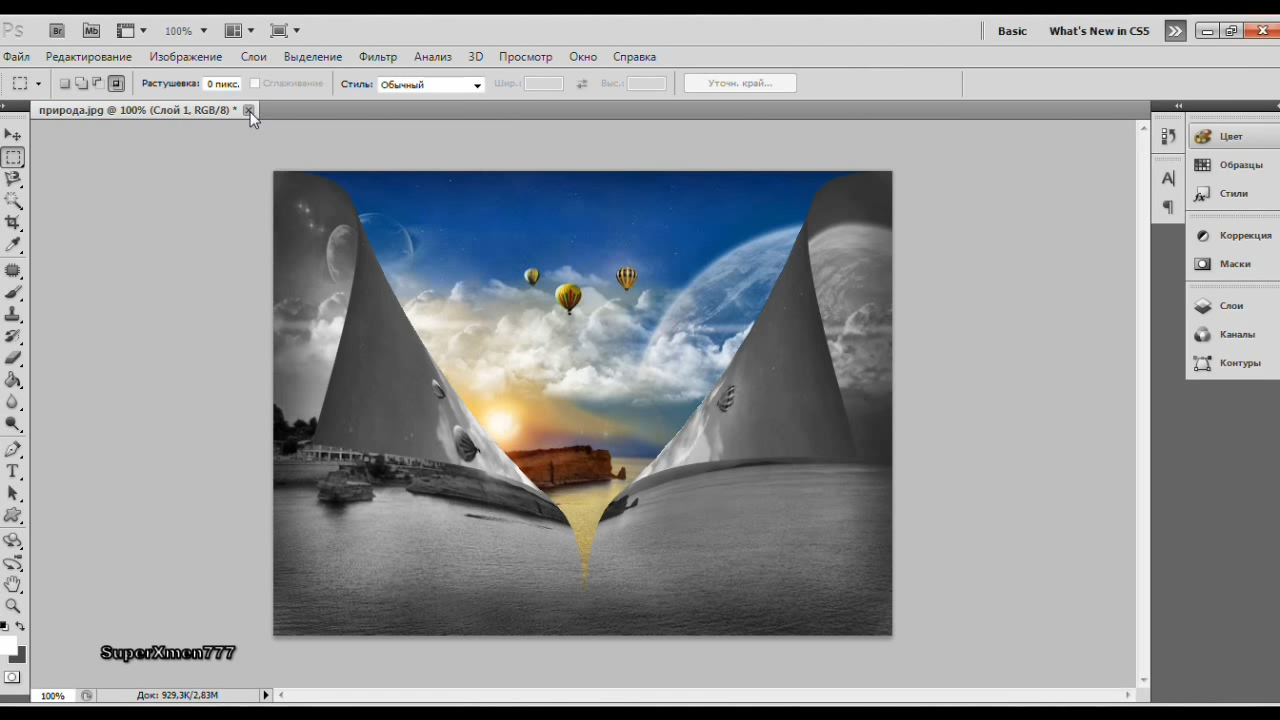 Ps Br Mb 100% Basic What's New in CS5
Файл Редактирование Изображение Слои Выделение Фильтр Анализ 3D Просмотр Окно Справка
Растушевка: 0 пикс. Сглаживание Стиль: Обычный Шир.: Выс.: Уточн. край...
природа.jpg @ 100% (Слой 1, RGB/8) *
Цвет
Образцы
Стили
Коррекция
Маски
Слои
Каналы
Контуры
SuperXmen777
100% Док: 929,3K/2,83M